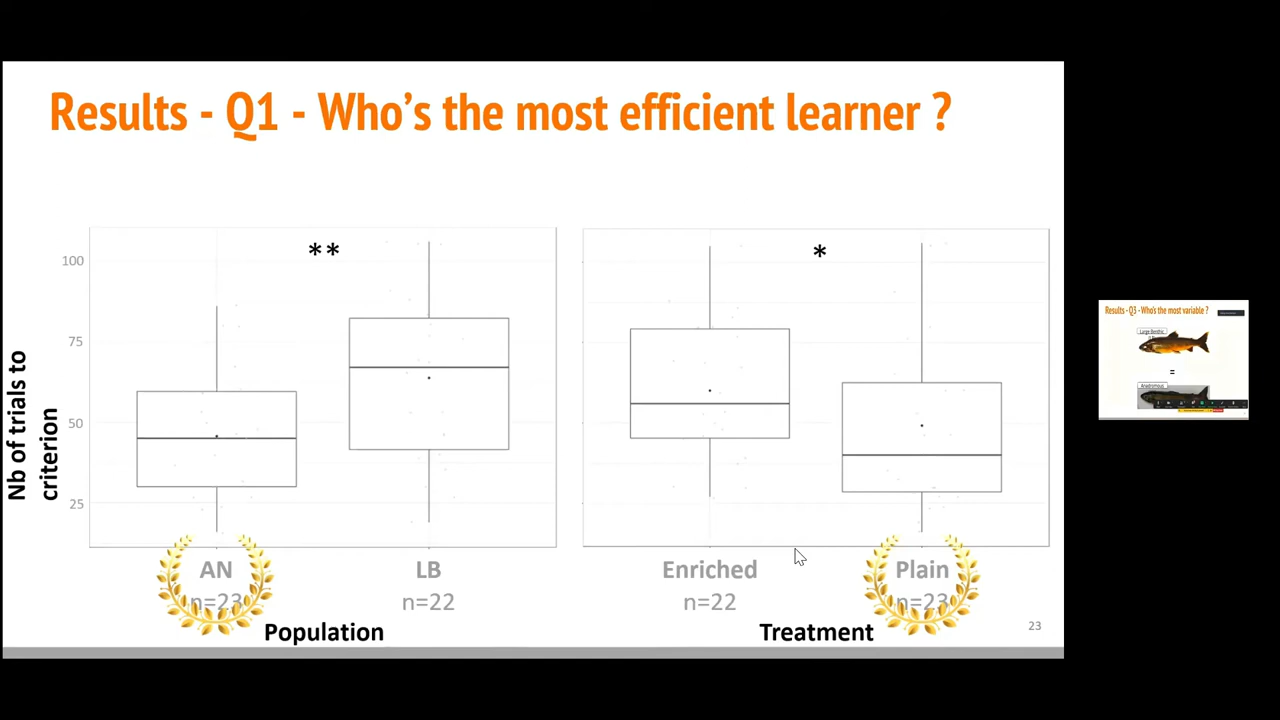 Results - Q1 - Who's the most efficient learner ?
**
*
100
75
50
25
Nb of trials to
criterion
AN
n=23
LB
n=22
Enriched
n=22
Plain
n=23
Population
Treatment
23
Results - Q3 - Who's the most variable ?
Large Benthic
=
Anadromous